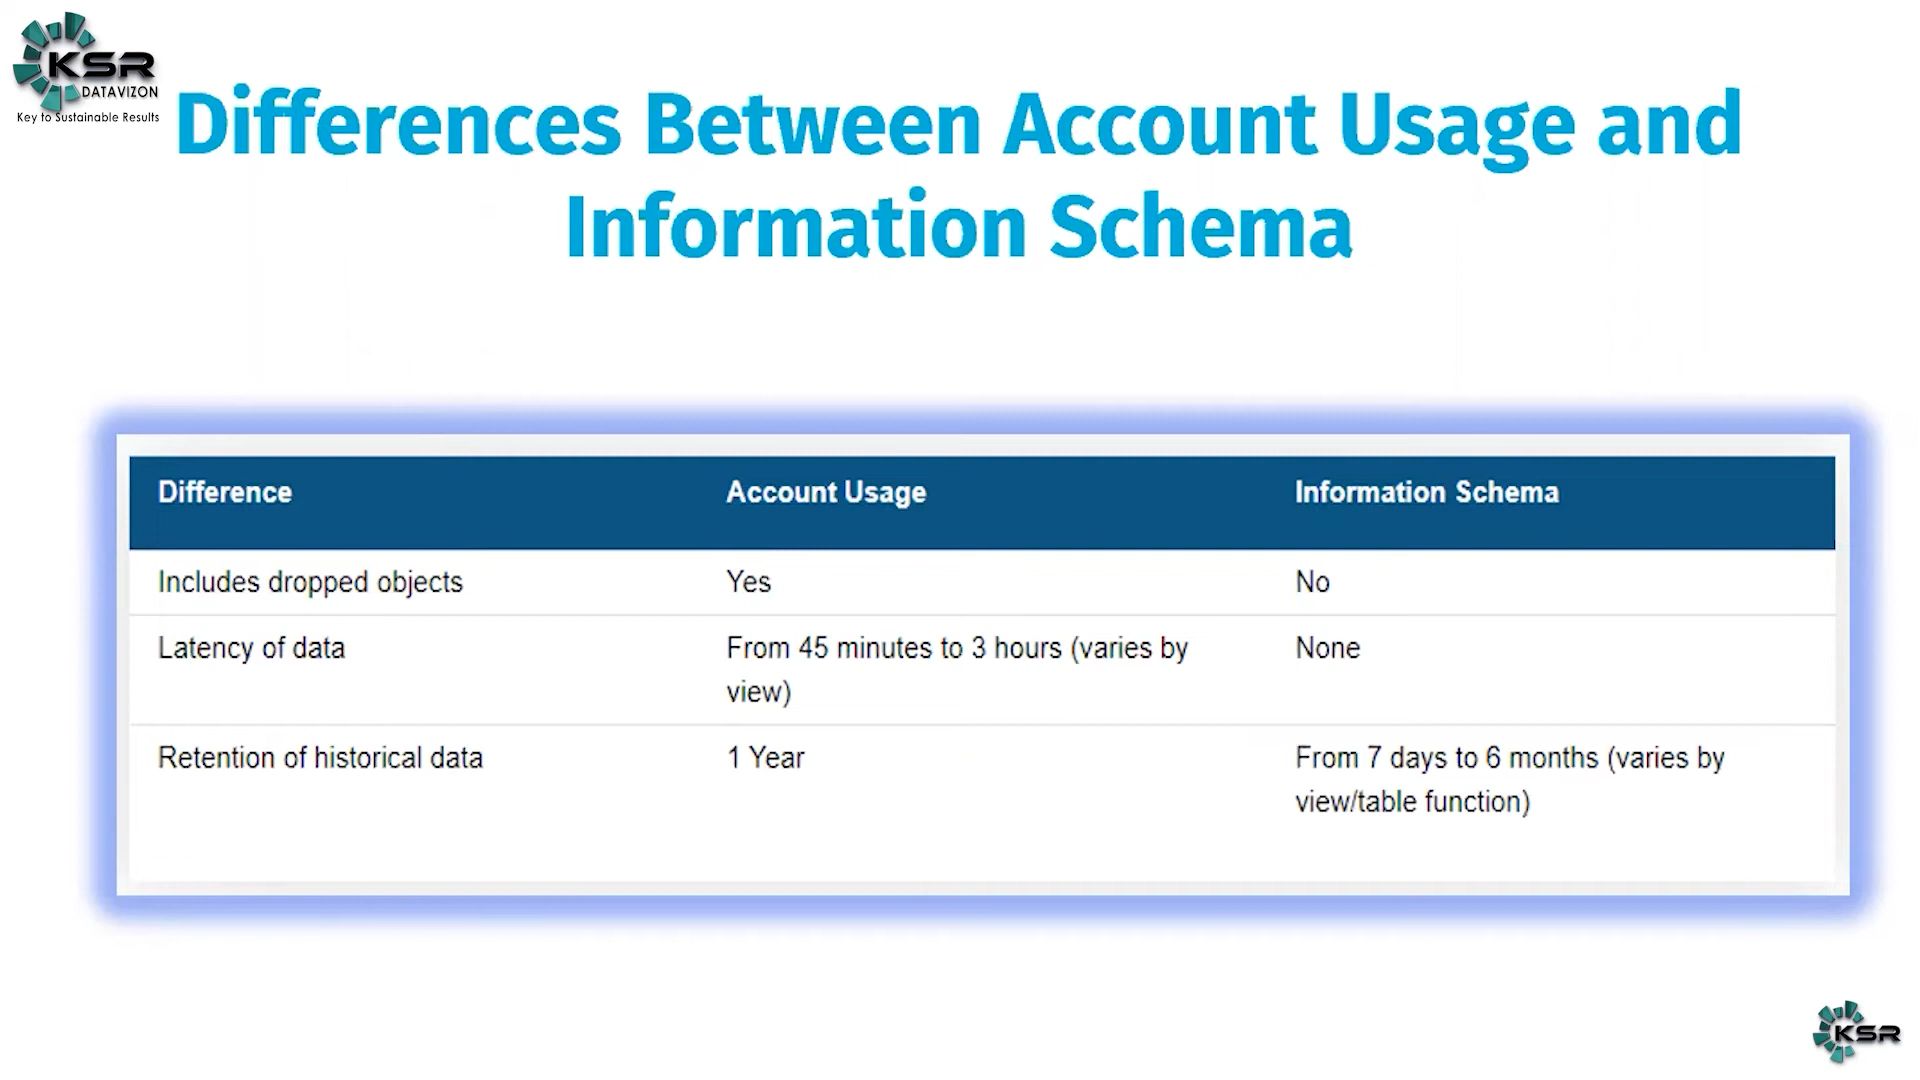 KSR
DATAVIZON
Key to Sustainable Results
Differences Between Account Usage and
Information Schema
Difference Account Usage Information Schema
Includes dropped objects Yes No
Latency of data From 45 minutes to 3 hours (varies by None
view)
Retention of historical data 1 Year From 7 days to 6 months (varies by
view/table function)
KSR